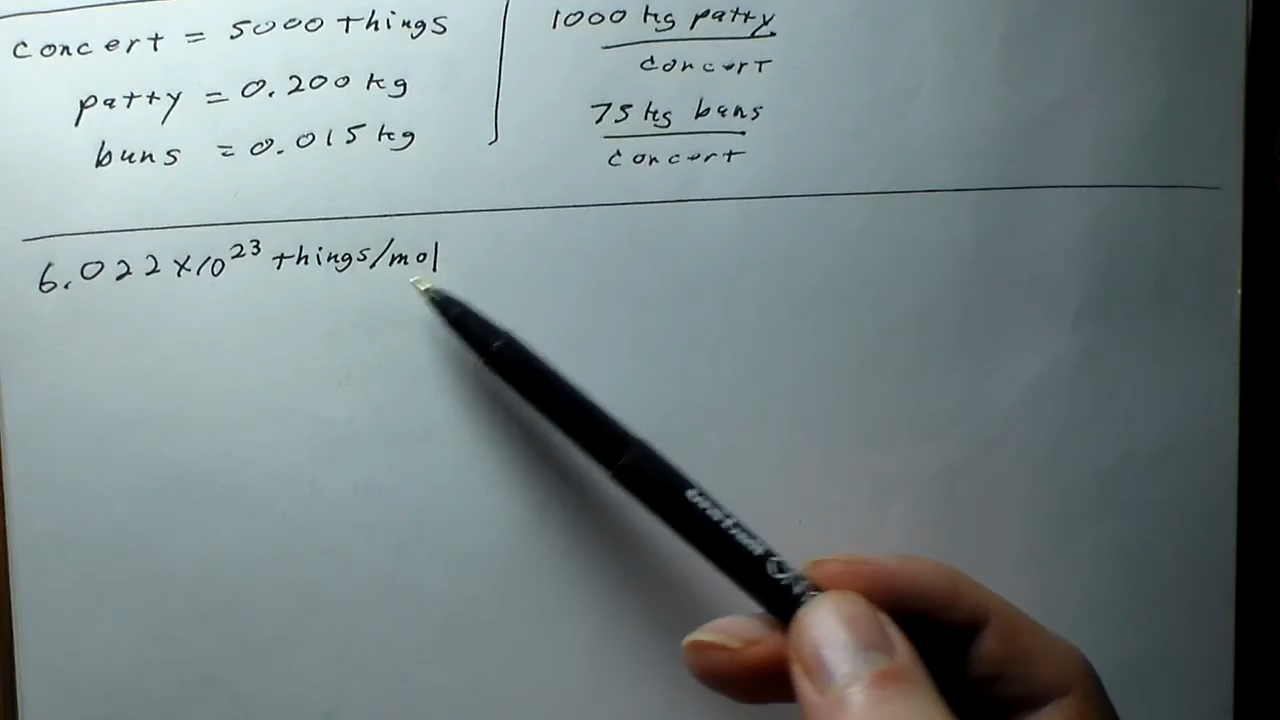 concert = 5000 things
patty = 0.200 kg
buns = 0.015 kg
1000 kg patty
concert
75 kg buns
concert
6.022×10²³ things/mol